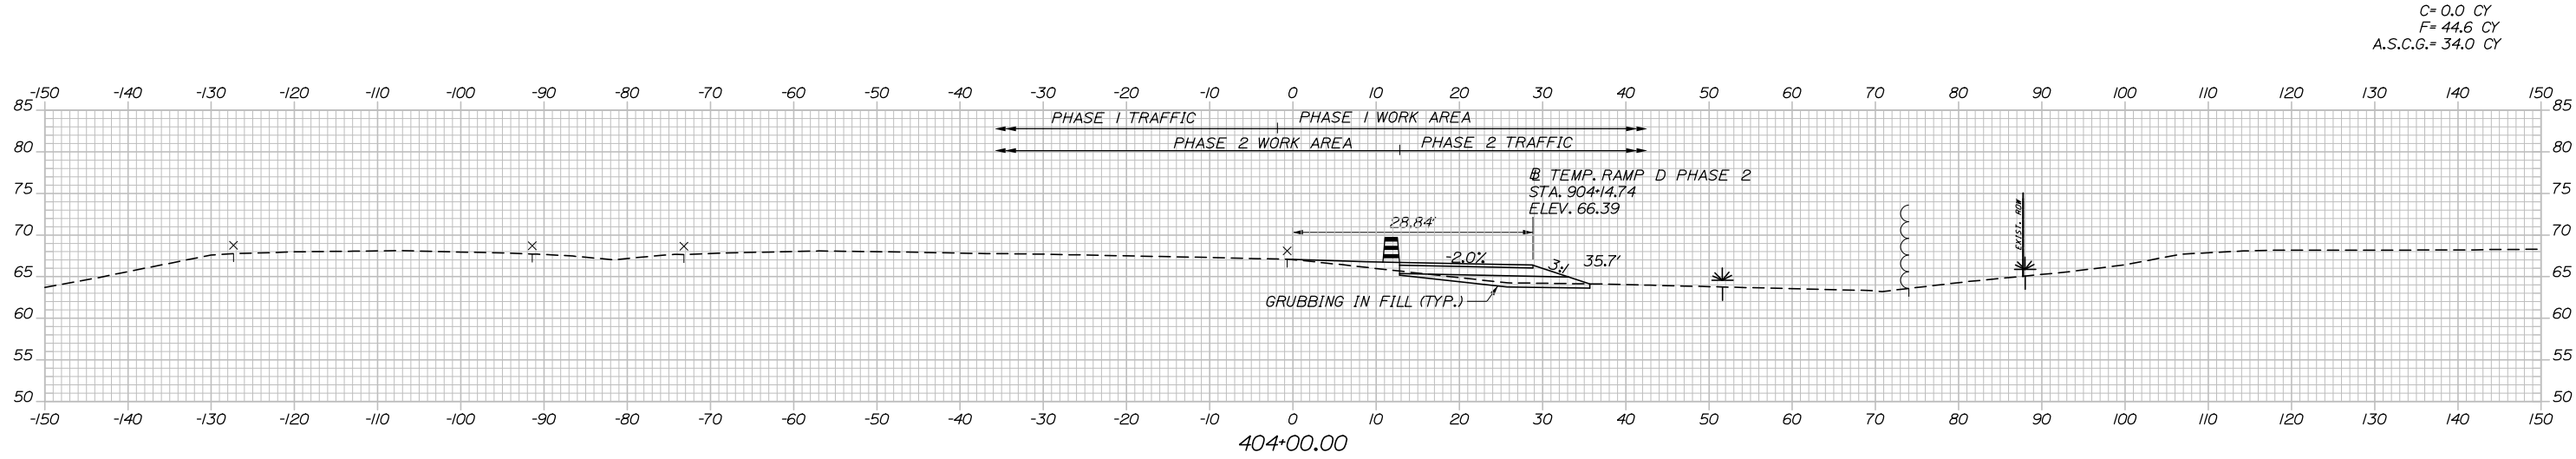 C= 0.0 CY
F= 44.6 CY
A.S.C.G.= 34.0 CY
-150 -140 -130 -120 -110 -100 -90 -80 -70 -60 -50 -40 -30 -20 -10 0 10 20 30 40 50 60 70 80 90 100 110 120 130 140 150
85 85
PHASE 1 TRAFFIC PHASE 1 WORK AREA
80 PHASE 2 WORK AREA PHASE 2 TRAFFIC 80
75 75
℄ TEMP. RAMP D PHASE 2
STA. 904+14.74
ELEV. 66.39
EXIST. ROW
28.84'
70 70
-2.0% 3:1 35.7'
65 65
GRUBBING IN FILL (TYP.)
60 60
55 55
50 50
-150 -140 -130 -120 -110 -100 -90 -80 -70 -60 -50 -40 -30 -20 -10 0 10 20 30 40 50 60 70 80 90 100 110 120 130 140 150
404+00.00